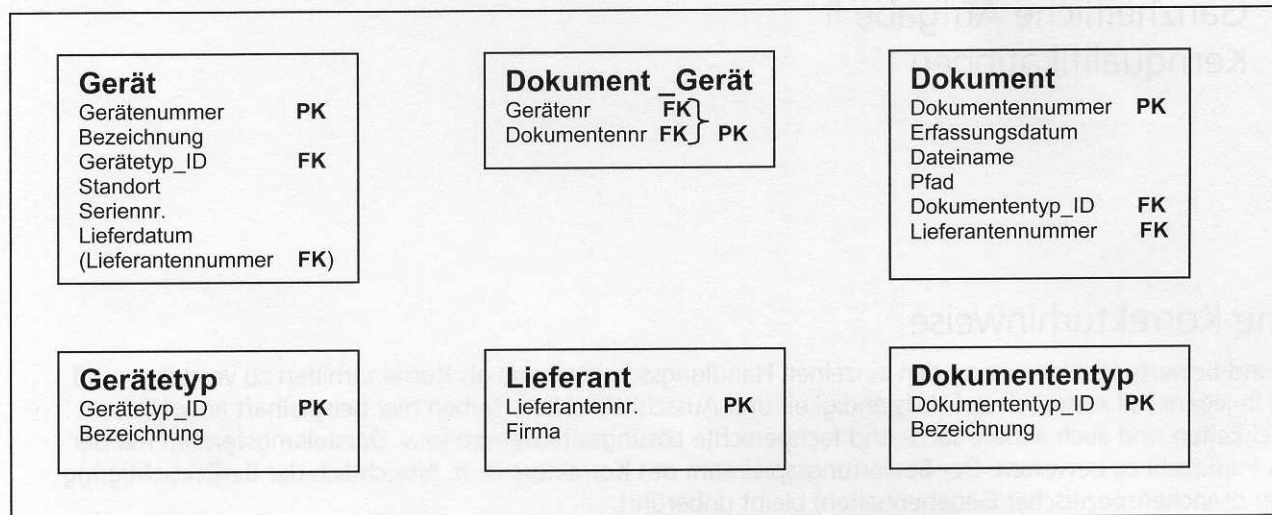 Gerät
Gerätenummer PK
Bezeichnung
Gerätetyp_ID FK
Standort
Seriennr.
Lieferdatum
(Lieferantennummer FK)
Dokument _Gerät
Gerätenr FK
Dokumentennr FK PK
Dokument
Dokumentennummer PK
Erfassungsdatum
Dateiname
Pfad
Dokumententyp_ID FK
Lieferantennummer FK
Gerätetyp
Gerätetyp_ID PK
Bezeichnung
Lieferant
Lieferantennr. PK
Firma
Dokumententyp
Dokumententyp_ID PK
Bezeichnung